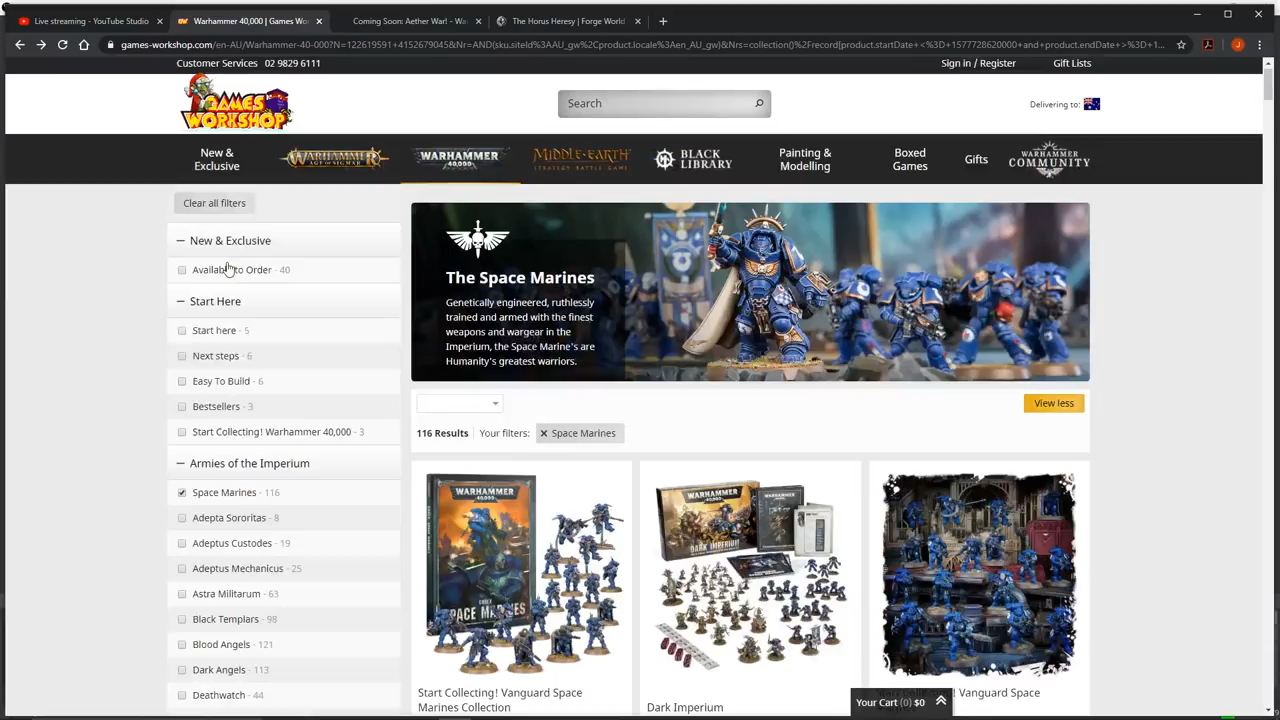 Live streaming - YouTube Studio
Warhammer 40,000 | Games Wor
Coming Soon: Aether War! - Wa
The Horus Heresy | Forge World
games-workshop.com/en-AU/Warhammer-40-000?N=122619591+4152679045&Nr=AND(sku.siteId%3AAU_gw%2Cproduct.locale%3Aen_AU_gw)&Nrs=collection()%2Frecord[product.startDate+<%3D+1577728620000+and+product.endDate+>%3D+1...
Customer Services 02 9829 6111
Sign in / Register
Gift Lists
GAMES WORKSHOP
Search
Delivering to:
New & Exclusive
WARHAMMER AGE OF SIGMAR
WARHAMMER 40,000
MIDDLE-EARTH STRATEGY BATTLE GAME
BLACK LIBRARY
Painting & Modelling
Boxed Games
Gifts
WARHAMMER COMMUNITY
Clear all filters
New & Exclusive
Available to Order - 40
Start Here
Start here - 5
Next steps - 6
Easy To Build - 6
Bestsellers - 3
Start Collecting! Warhammer 40,000 - 3
Armies of the Imperium
Space Marines - 116
Adepta Sororitas - 8
Adeptus Custodes - 19
Adeptus Mechanicus - 25
Astra Militarum - 63
Black Templars - 98
Blood Angels - 121
Dark Angels - 113
Deathwatch - 44
The Space Marines
Genetically engineered, ruthlessly
trained and armed with the finest
weapons and wargear in the
Imperium, the Space Marine's are
Humanity's greatest warriors.
View less
116 Results Your filters: Space Marines
WARHAMMER 40,000
CODEX
SPACE MARINES
WARHAMMER 40,000
DARK IMPERIUM
Start Collecting! Vanguard Space
Marines Collection
Dark Imperium
Vanguard Space
Your Cart (0) $0